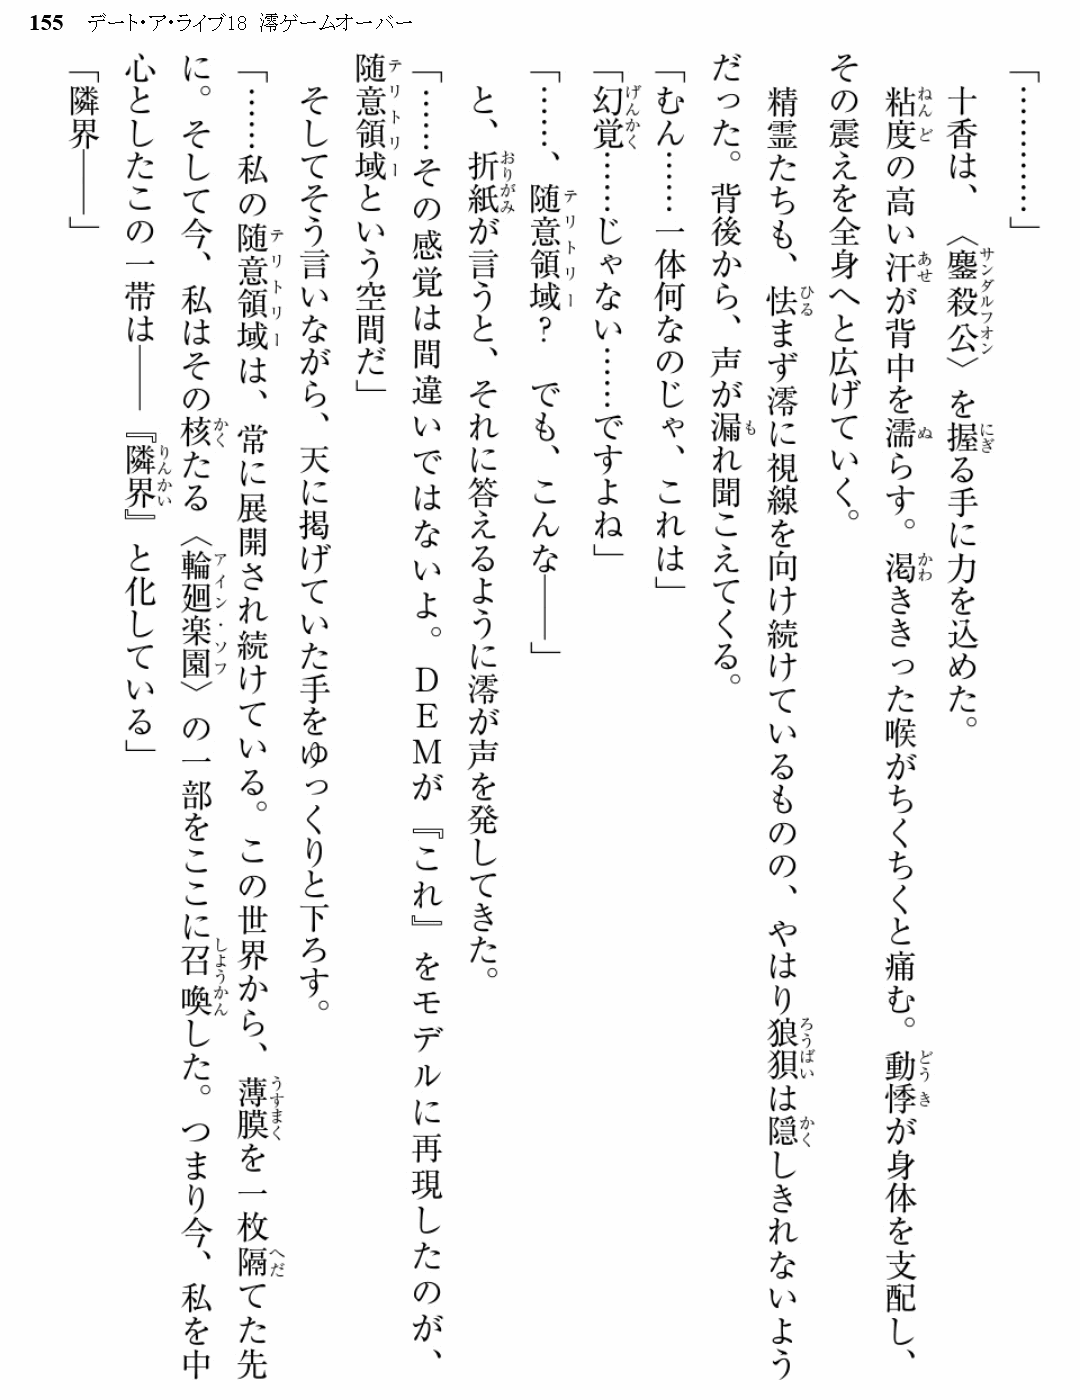 155 デート・ア・ライブ18 澪ゲームオーバー
「…………」
十香は、〈鏖殺公〉を握る手に力を込めた。
粘度の高い汗が背中を濡らす。渇ききった喉がちくちくと痛む。動悸が身体を支配し、
その震えを全身へと広げていく。
精霊たちも、怯まず澪に視線を向け続けているものの、やはり狼狽は隠しきれないよう
だった。背後から、声が漏れ聞こえてくる。
「むん……一体何なのじゃ、これは」
「幻覚……じゃない……ですよね」
「……、随意領域? でも、こんな――」
と、折紙が言うと、それに答えるように澪が声を発してきた。
「……その感覚は間違いではないよ。DEMが『これ』をモデルに再現したのが、
随意領域という空間だ」
そしてそう言いながら、天に掲げていた手をゆっくりと下ろす。
「……私の随意領域は、常に展開され続けている。この世界から、薄膜を一枚隔てた先
に。そして今、私はその核たる〈輪廻楽園〉の一部をここに召喚した。つまり今、私を中
心としたこの一帯は――『隣界』と化している」
「隣界――」